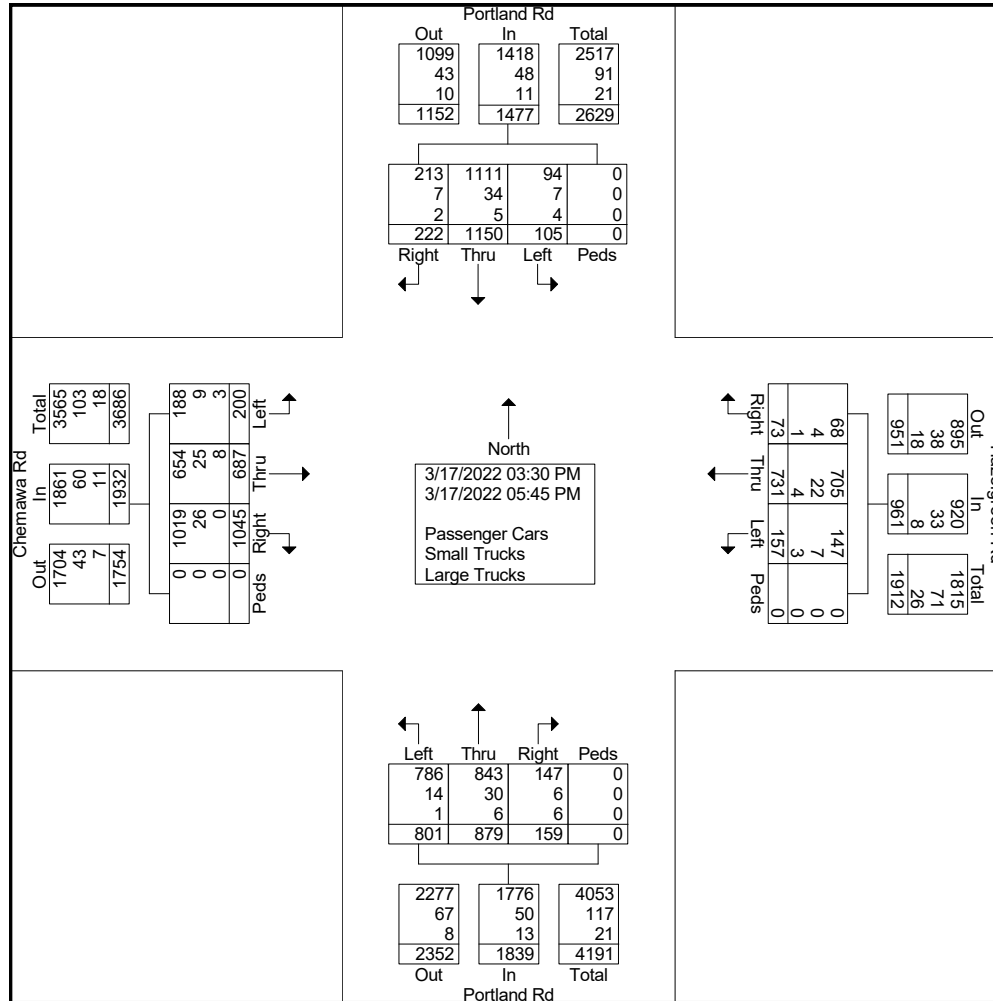 Portland Rd
Out In Total
1099 1418 2517
43 48 91
10 11 21
1152 1477 2629
213 1111 94 0
7 34 7 0
2 5 4 0
222 1150 105 0
Right Thru Left Peds
Chemawa Rd
Total In Out
3565 1861 1704
103 60 43
18 11 7
3686 1932 1754
188 654 1019 0
9 25 26 0
3 8 0 0
200 687 1045 0
Left Thru Right Peds
North
3/17/2022 03:30 PM
3/17/2022 05:45 PM
Passenger Cars
Small Trucks
Large Trucks
Right Thru Left Peds
68 705 147 0
4 22 7 0
1 4 3 0
73 731 157 0
Out In Total
895 920 1815
38 33 71
18 8 26
951 961 1912
Left Thru Right Peds
786 843 147 0
14 30 6 0
1 6 6 0
801 879 159 0
2277 1776 4053
67 50 117
8 13 21
2352 1839 4191
Out In Total
Portland Rd